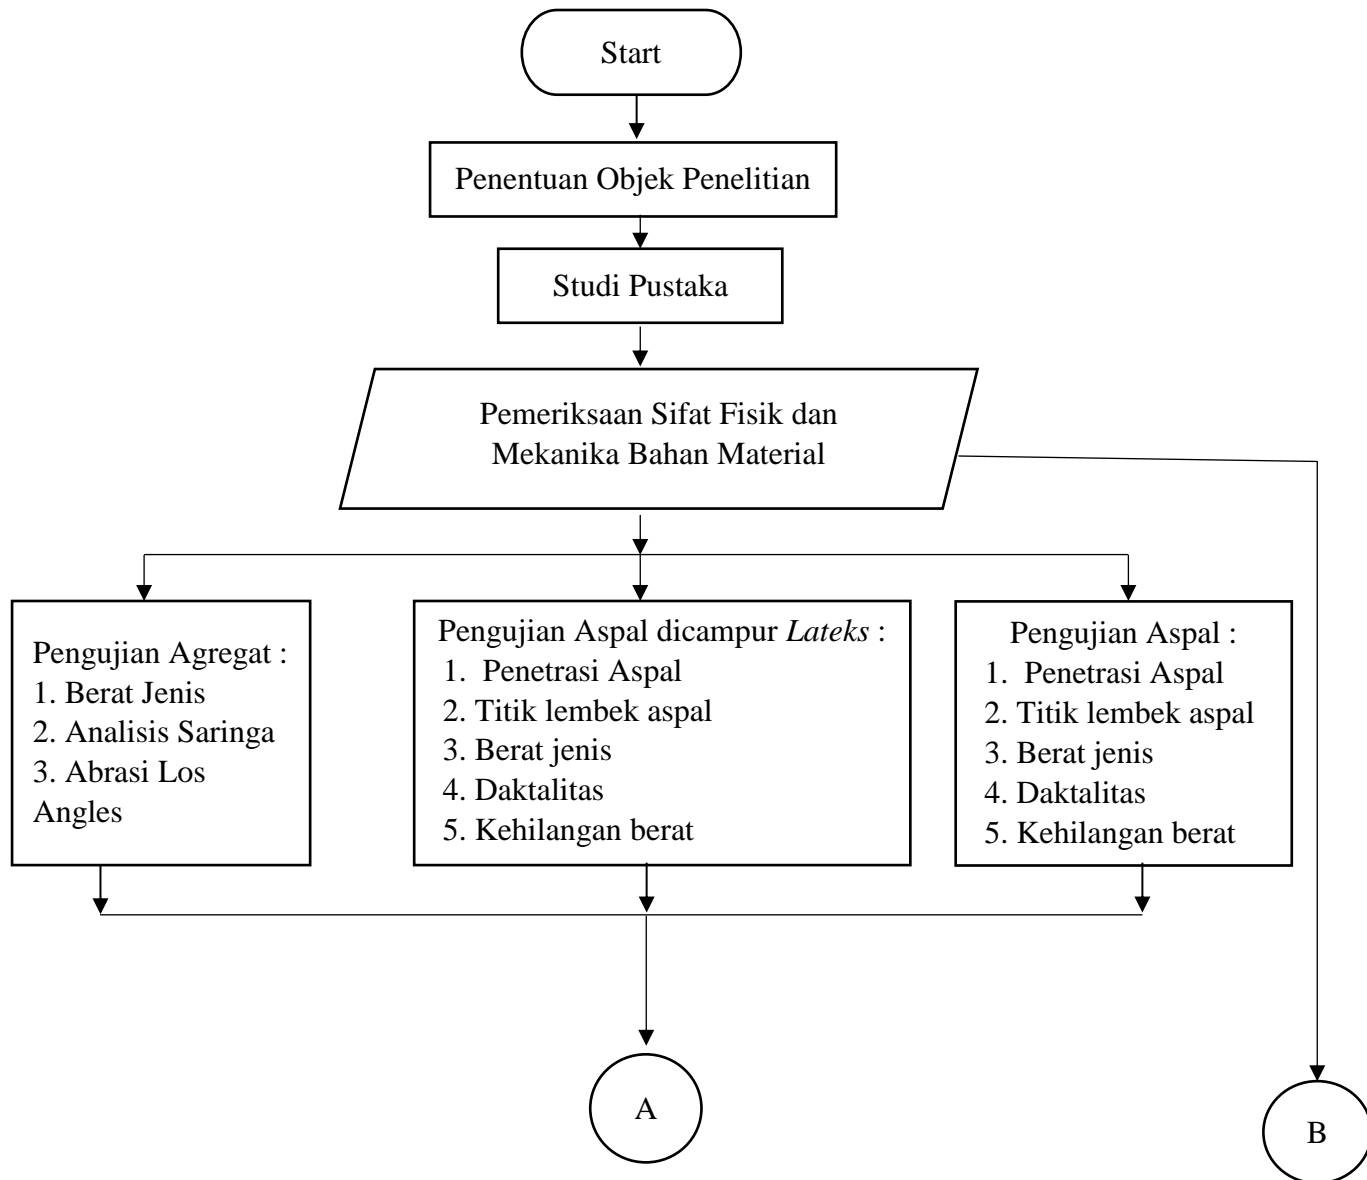 Start
Penentuan Objek Penelitian
Studi Pustaka
Pemeriksaan Sifat Fisik dan
Mekanika Bahan Material
Pengujian Agregat :
1. Berat Jenis
2. Analisis Saringa
3. Abrasi Los
Angles
Pengujian Aspal dicampur Lateks :
1. Penetrasi Aspal
2. Titik lembek aspal
3. Berat jenis
4. Daktalitas
5. Kehilangan berat
Pengujian Aspal :
1. Penetrasi Aspal
2. Titik lembek aspal
3. Berat jenis
4. Daktalitas
5. Kehilangan berat
A
B